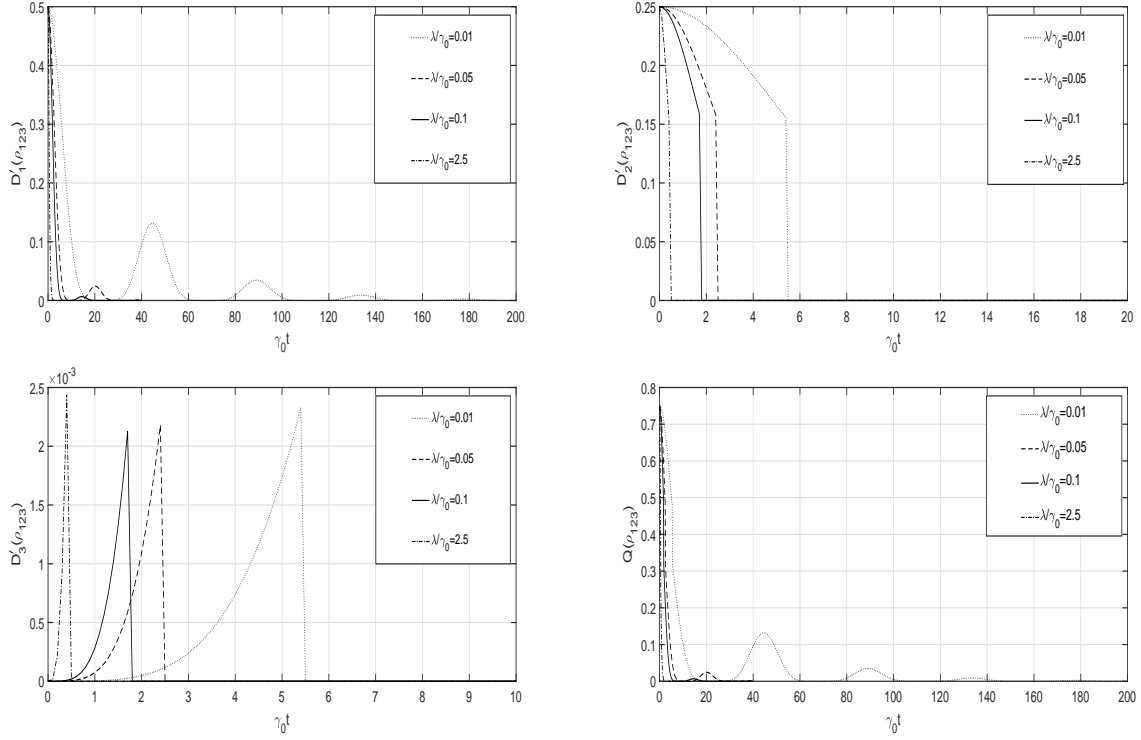 D′₁(ρ₁₂₃)
0.5
0.4
0.3
0.2
0.1
0
0 20 40 60 80 100 120 140 160 180 200
γ₀t
λ/γ₀=0.01
λ/γ₀=0.05
λ/γ₀=0.1
λ/γ₀=2.5
D′₂(ρ₁₂₃)
0.25
0.2
0.15
0.1
0.05
0
0 2 4 6 8 10 12 14 16 18 20
γ₀t
λ/γ₀=0.01
λ/γ₀=0.05
λ/γ₀=0.1
λ/γ₀=2.5
×10⁻³
D′₃(ρ₁₂₃)
2.5
2
1.5
1
0.5
0
0 1 2 3 4 5 6 7 8 9 10
γ₀t
λ/γ₀=0.01
λ/γ₀=0.05
λ/γ₀=0.1
λ/γ₀=2.5
Q(ρ₁₂₃)
0.8
0.7
0.6
0.5
0.4
0.3
0.2
0.1
0
0 20 40 60 80 100 120 140 160 180 200
γ₀t
λ/γ₀=0.01
λ/γ₀=0.05
λ/γ₀=0.1
λ/γ₀=2.5